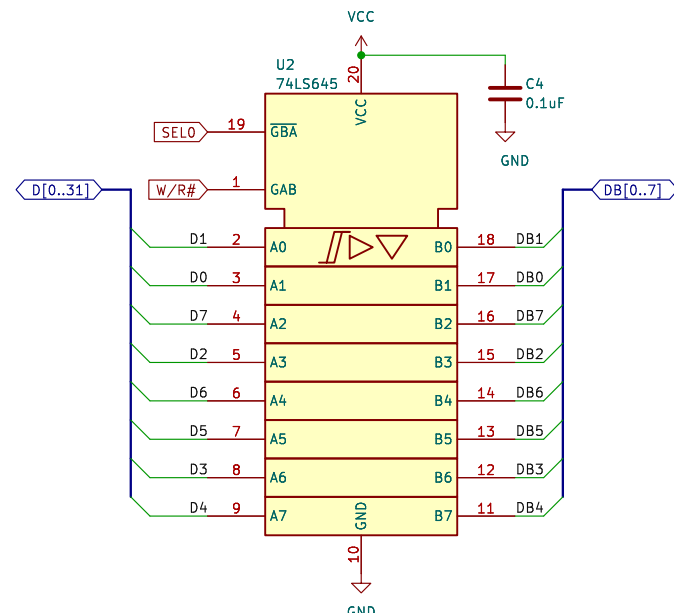 VCC
U2
74LS645
20
VCC
C4
0.1uF
GND
SEL0
19
GBA
W/R#
1
GAB
D[0..31]
DB[0..7]
D1 2 A0 B0 18 DB1
D0 3 A1 B1 17 DB0
D7 4 A2 B2 16 DB7
D2 5 A3 B3 15 DB2
D6 6 A4 B4 14 DB6
D5 7 A5 B5 13 DB5
D3 8 A6 B6 12 DB3
D4 9 A7 B7 11 DB4
GND
10
GND